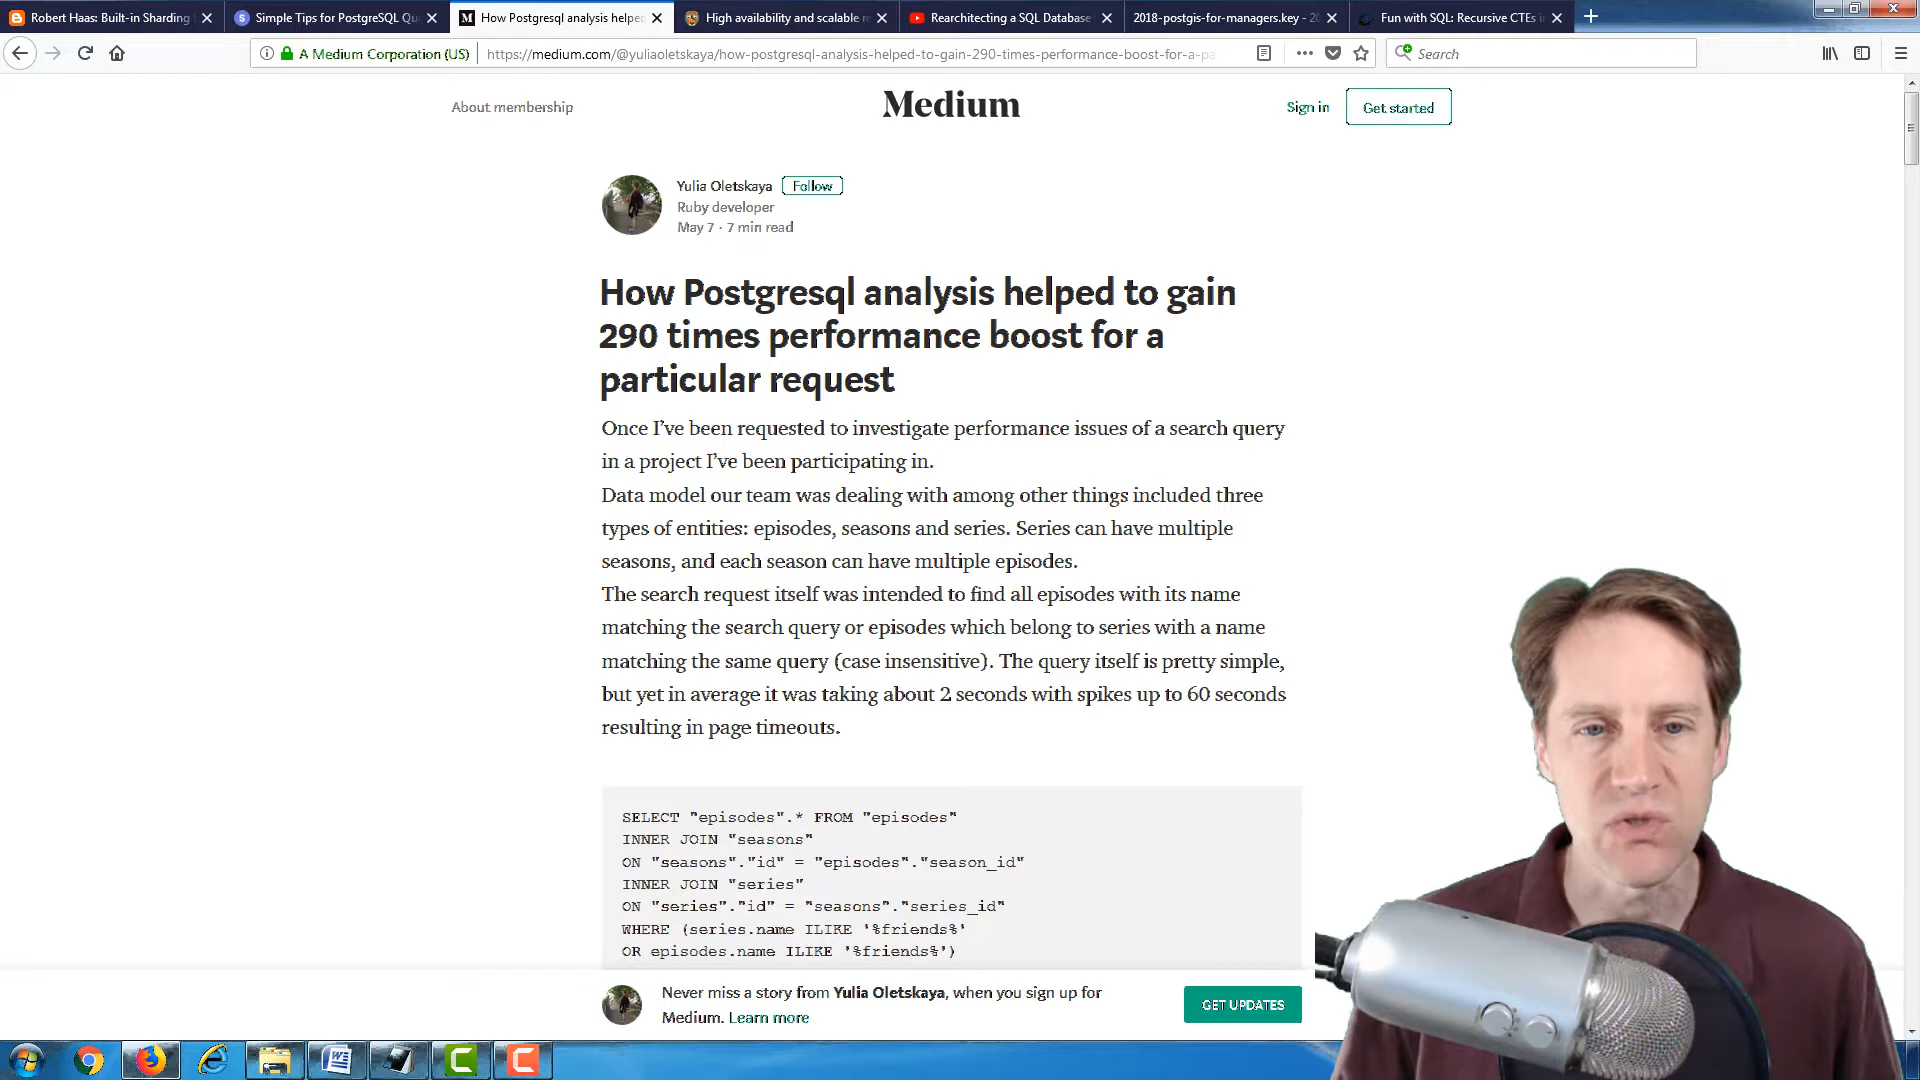 Robert Haas: Built-in Sharding
Simple Tips for PostgreSQL Qu
How Postgresql analysis helped
High availability and scalable r
Rearchitecting a SQL Database
2018-postgis-for-managers.key - 20
Fun with SQL: Recursive CTEs i
A Medium Corporation (US)
https://medium.com/@yuliaoletskaya/how-postgresql-analysis-helped-to-gain-290-times-performance-boost-for-a-pa
Search
About membership
Medium
Sign in
Get started
Yulia Oletskaya
Follow
Ruby developer
May 7 · 7 min read
How Postgresql analysis helped to gain
290 times performance boost for a
particular request
Once I’ve been requested to investigate performance issues of a search query
in a project I’ve been participating in.
Data model our team was dealing with among other things included three
types of entities: episodes, seasons and series. Series can have multiple
seasons, and each season can have multiple episodes.
The search request itself was intended to find all episodes with its name
matching the search query or episodes which belong to series with a name
matching the same query (case insensitive). The query itself is pretty simple,
but yet in average it was taking about 2 seconds with spikes up to 60 seconds
resulting in page timeouts.
SELECT "episodes".* FROM "episodes"
INNER JOIN "seasons"
ON "seasons"."id" = "episodes"."season_id"
INNER JOIN "series"
ON "series"."id" = "seasons"."series_id"
WHERE (series.name ILIKE '%friends%'
OR episodes.name ILIKE '%friends%')
Never miss a story from Yulia Oletskaya, when you sign up for
Medium. Learn more
GET UPDATES